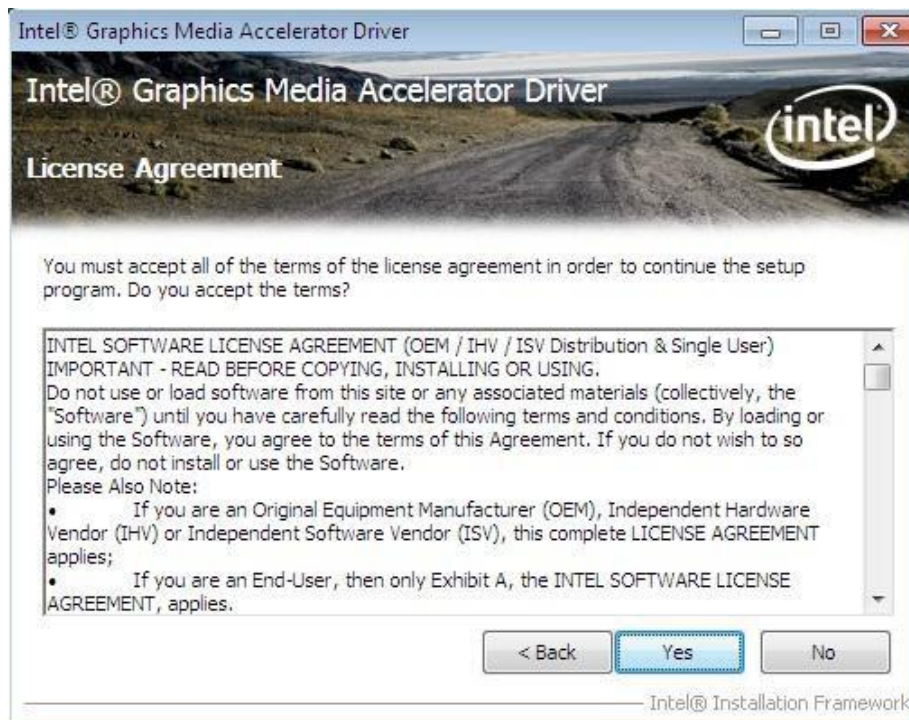 Intel® Graphics Media Accelerator Driver
Intel® Graphics Media Accelerator Driver
intel
License Agreement
You must accept all of the terms of the license agreement in order to continue the setup
program. Do you accept the terms?
INTEL SOFTWARE LICENSE AGREEMENT (OEM / IHV / ISV Distribution & Single User)
IMPORTANT - READ BEFORE COPYING, INSTALLING OR USING.
Do not use or load software from this site or any associated materials (collectively, the
"Software") until you have carefully read the following terms and conditions. By loading or
using the Software, you agree to the terms of this Agreement. If you do not wish to so
agree, do not install or use the Software.
Please Also Note:
• If you are an Original Equipment Manufacturer (OEM), Independent Hardware
Vendor (IHV) or Independent Software Vendor (ISV), this complete LICENSE AGREEMENT
applies;
• If you are an End-User, then only Exhibit A, the INTEL SOFTWARE LICENSE
AGREEMENT, applies.
< Back Yes No
Intel® Installation Framework